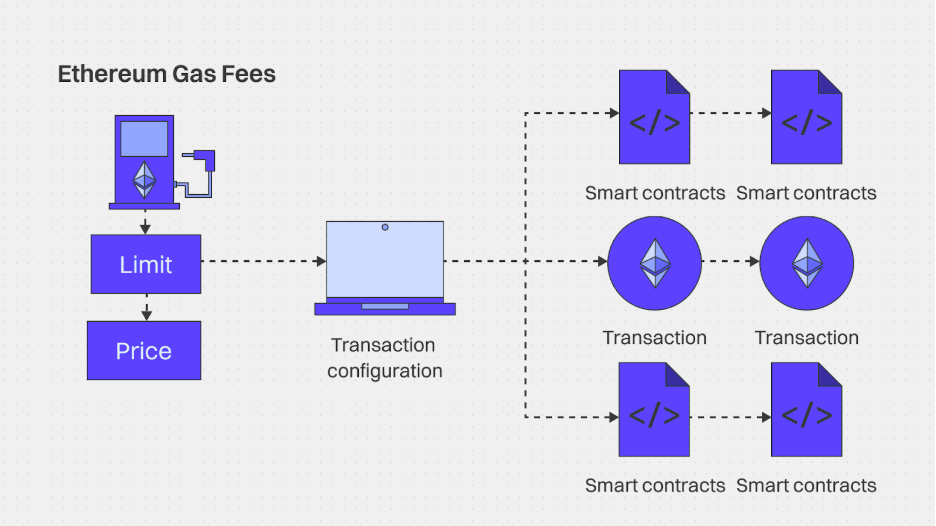 Ethereum Gas Fees
Limit
Price
Transaction
configuration
</>
</>
Smart contracts
Smart contracts
Transaction
Transaction
</>
</>
Smart contracts
Smart contracts